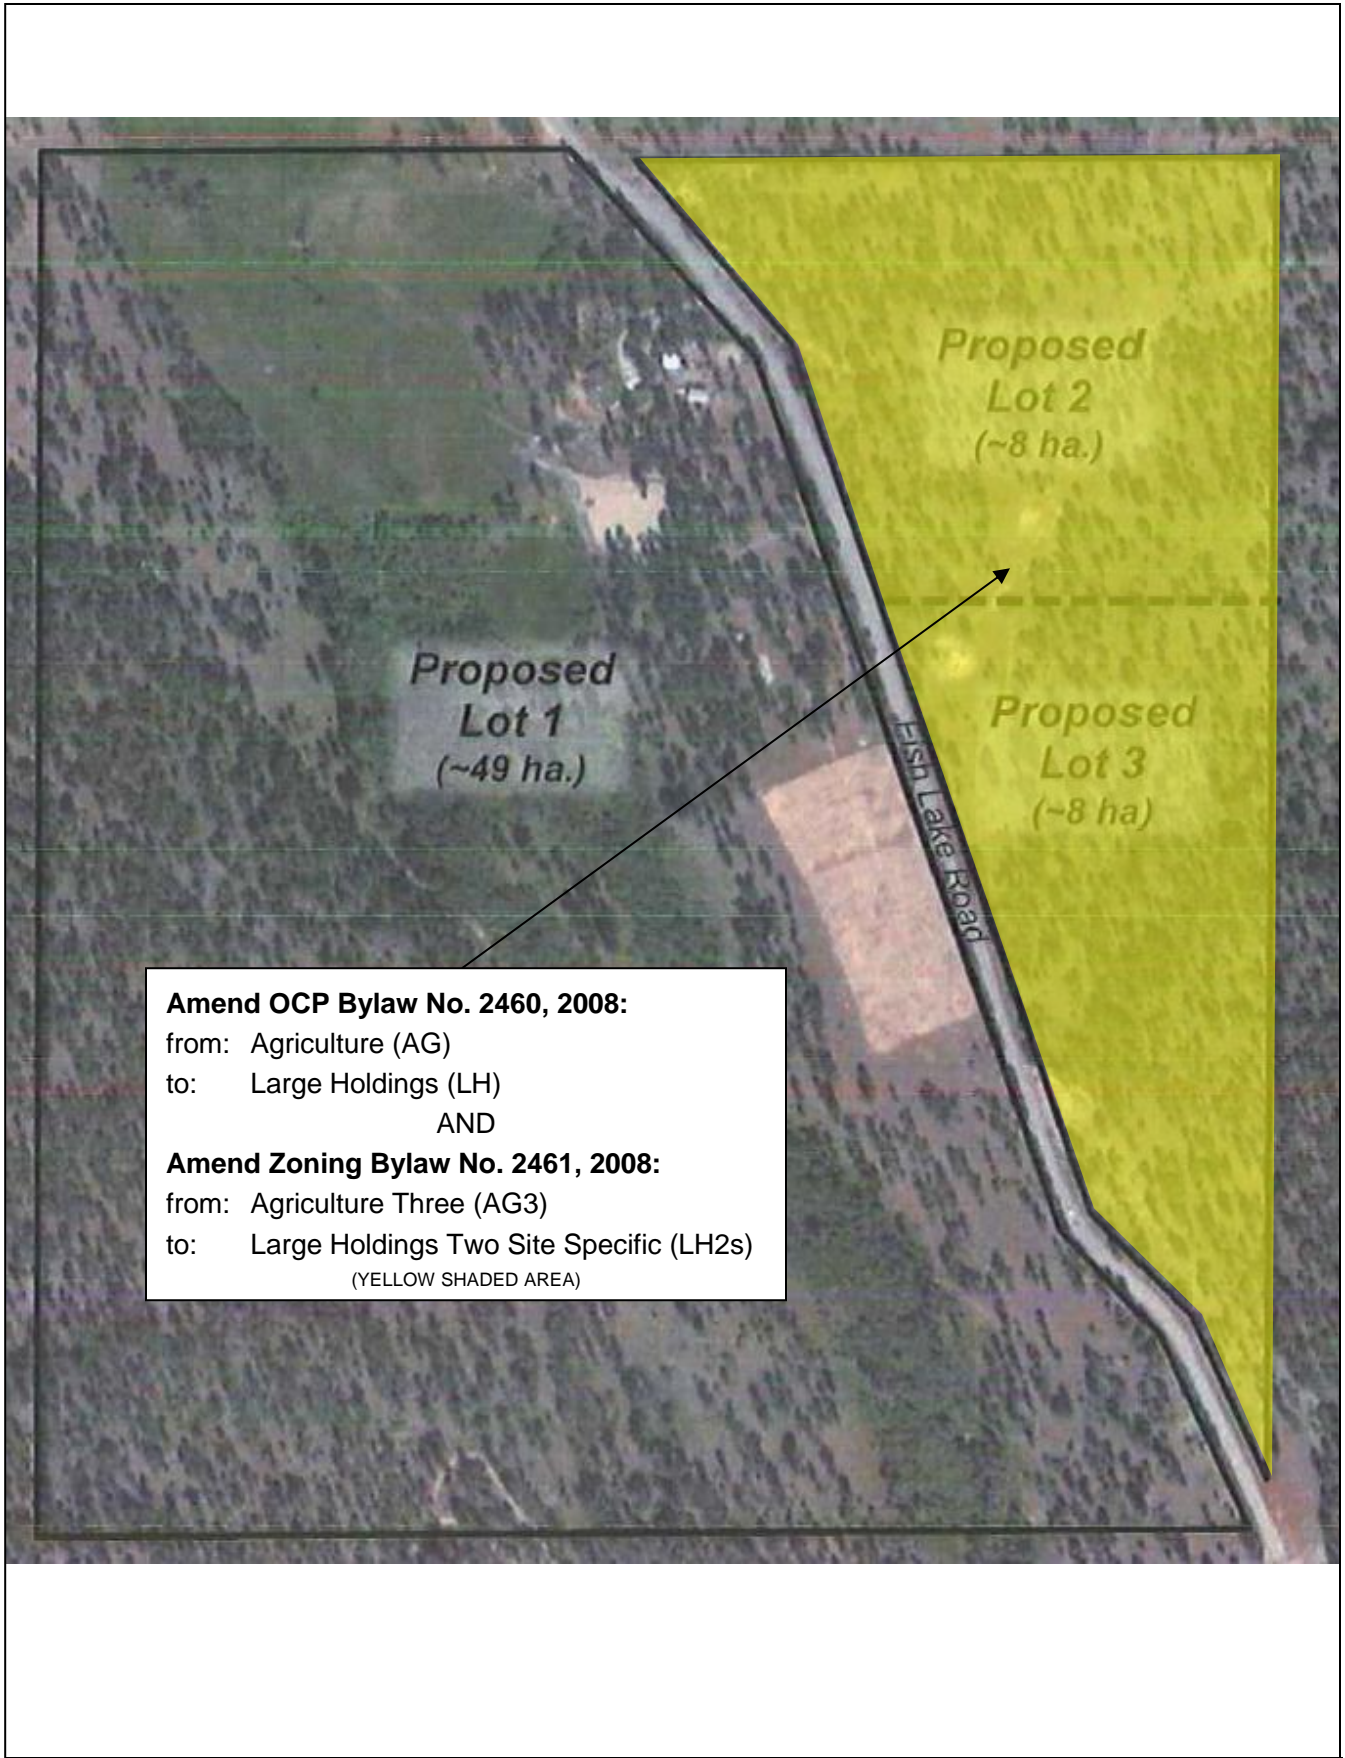 Proposed
Lot 2
(~8 ha.)
Proposed
Lot 1
(~49 ha.)
Proposed
Lot 3
(~8 ha)
Fish Lake Road
Amend OCP Bylaw No. 2460, 2008:
from: Agriculture (AG)
to: Large Holdings (LH)
AND
Amend Zoning Bylaw No. 2461, 2008:
from: Agriculture Three (AG3)
to: Large Holdings Two Site Specific (LH2s)
(YELLOW SHADED AREA)